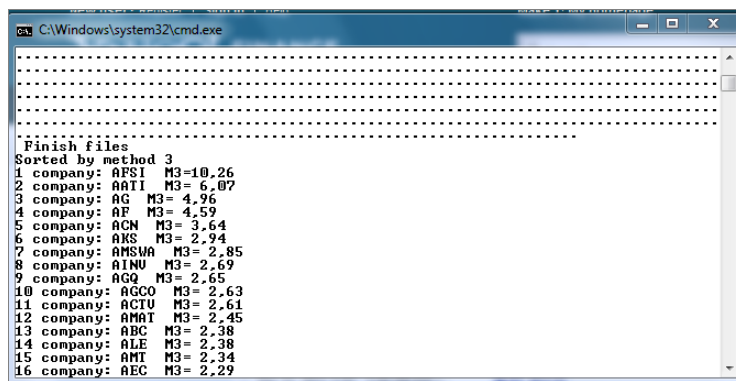 C:\Windows\system32\cmd.exe
Finish files
Sorted by method 3
1 company: AFSI M3=10,26
2 company: AATI M3= 6,07
3 company: AG M3= 4,96
4 company: AF M3= 4,59
5 company: ACN M3= 3,64
6 company: AKS M3= 2,94
7 company: AMSWA M3= 2,85
8 company: AINV M3= 2,69
9 company: AGQ M3= 2,65
10 company: AGCO M3= 2,63
11 company: ACTV M3= 2,61
12 company: AMAT M3= 2,45
13 company: ABC M3= 2,38
14 company: ALE M3= 2,38
15 company: AMT M3= 2,34
16 company: AEC M3= 2,29